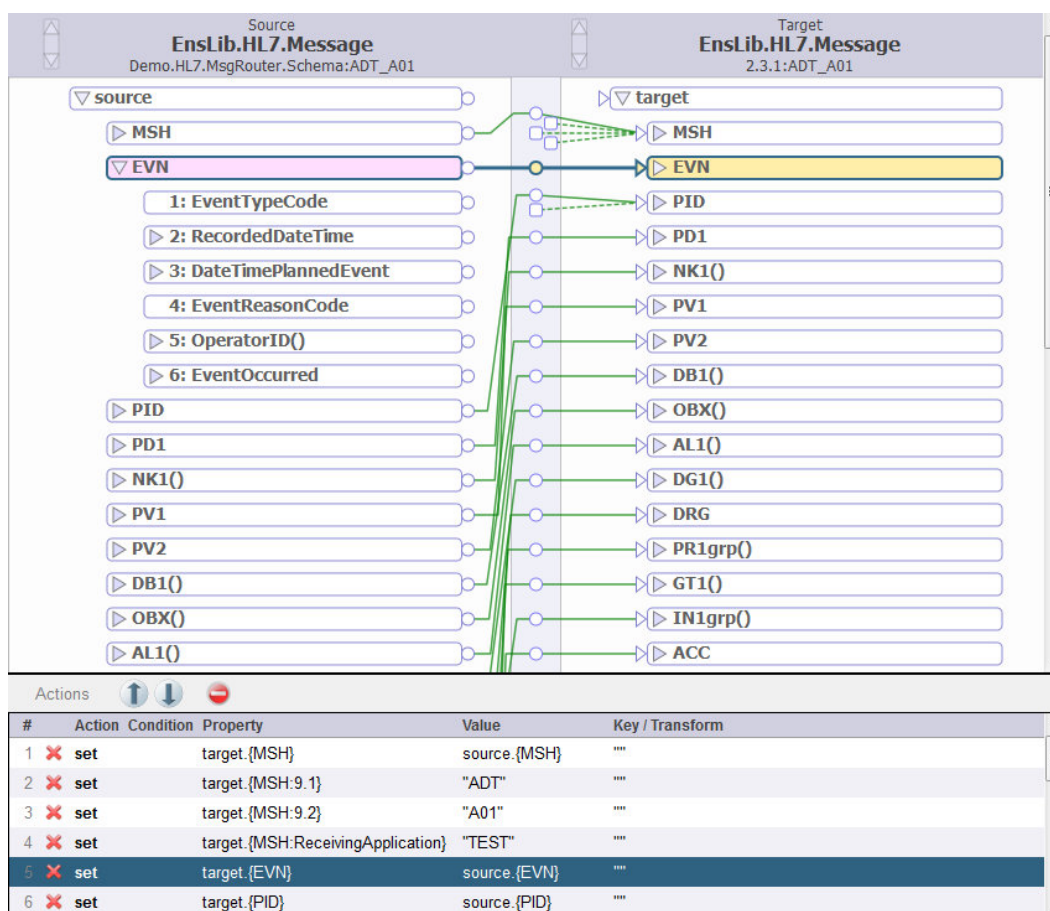 Source
EnsLib.HL7.Message
Demo.HL7.MsgRouter.Schema:ADT_A01
Target
EnsLib.HL7.Message
2.3.1:ADT_A01
source target
MSH MSH
EVN EVN
1: EventTypeCode PID
2: RecordedDateTime PD1
3: DateTimePlannedEvent NK1()
4: EventReasonCode PV1
5: OperatorID() PV2
6: EventOccurred DB1()
PID OBX()
PD1 AL1()
NK1() DG1()
PV1 DRG
PV2 PR1grp()
DB1() GT1()
OBX() IN1grp()
AL1() ACC
Actions
# Action Condition Property Value Key / Transform
1 set target.{MSH} source.{MSH} ""
2 set target.{MSH:9.1} "ADT" ""
3 set target.{MSH:9.2} "A01" ""
4 set target.{MSH:ReceivingApplication} "TEST" ""
5 set target.{EVN} source.{EVN} ""
6 set target.{PID} source.{PID} ""